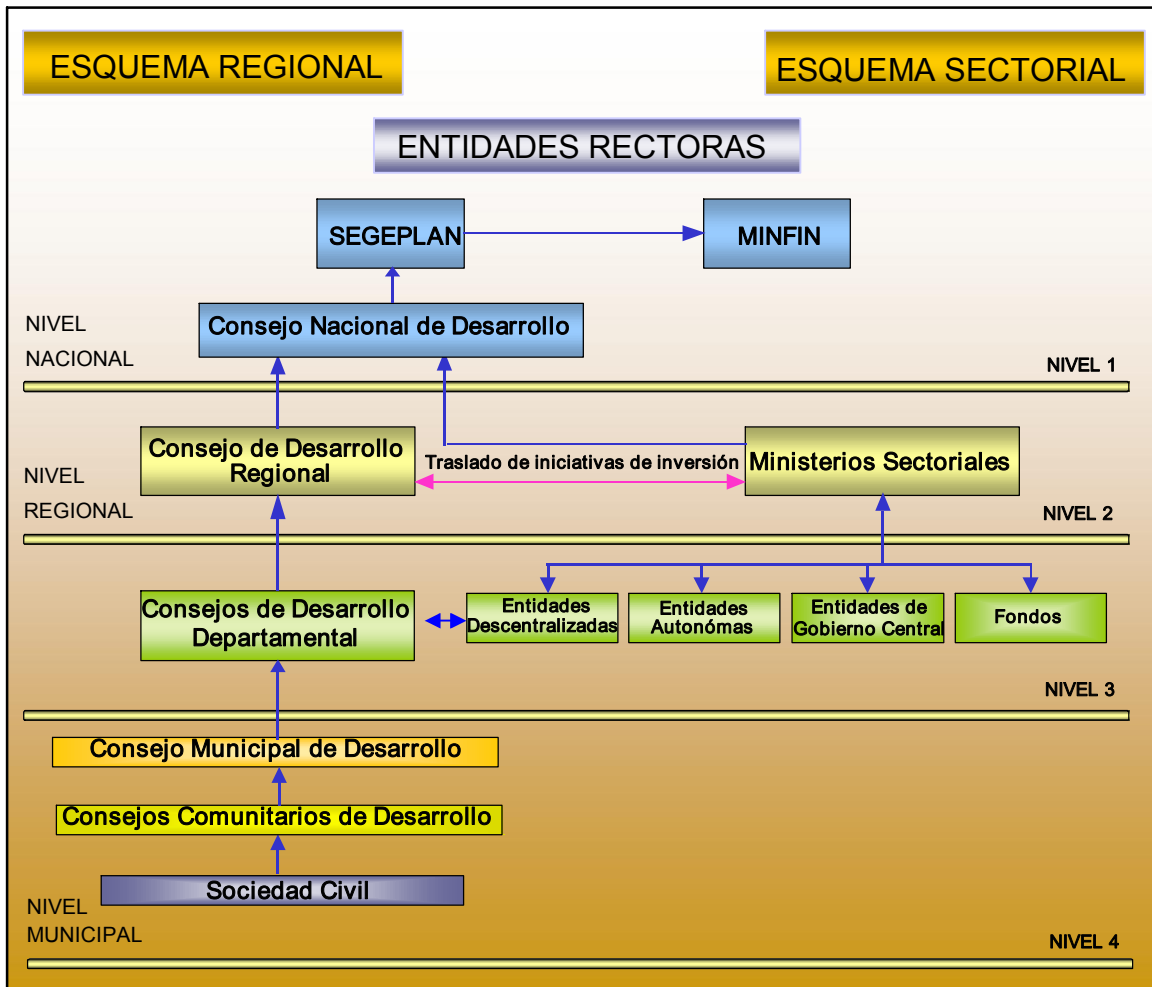 ESQUEMA REGIONAL
ESQUEMA SECTORIAL
ENTIDADES RECTORAS
SEGEPLAN
MINFIN
Consejo Nacional de Desarrollo
NIVEL
NACIONAL
NIVEL 1
Consejo de Desarrollo
Regional
Traslado de iniciativas de inversión
Ministerios Sectoriales
NIVEL
REGIONAL
NIVEL 2
Consejos de Desarrollo
Departamental
Entidades
Descentralizadas
Entidades
Autonómas
Entidades de
Gobierno Central
Fondos
NIVEL 3
Consejo Municipal de Desarrollo
Consejos Comunitarios de Desarrollo
Sociedad Civil
NIVEL
MUNICIPAL
NIVEL 4